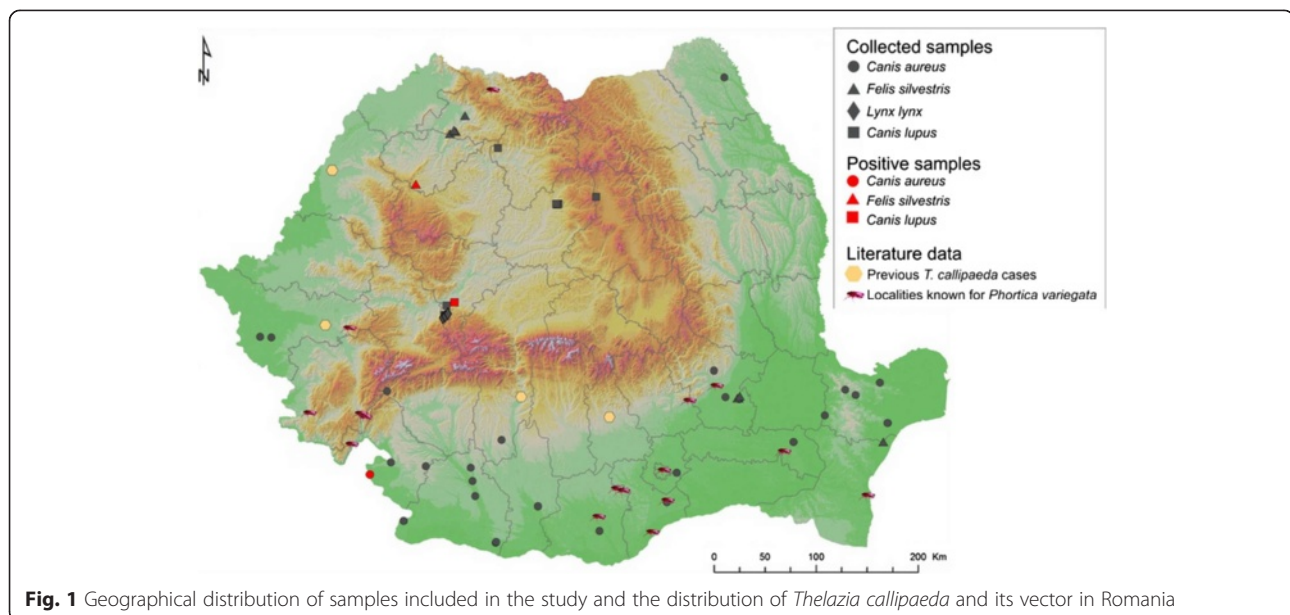 N
Collected samples
Canis aureus
Felis silvestris
Lynx lynx
Canis lupus
Positive samples
Canis aureus
Felis silvestris
Canis lupus
Literature data
Previous T. callipaeda cases
Localities known for Phortica variegata
0 50 100 200 Km
Fig. 1 Geographical distribution of samples included in the study and the distribution of Thelazia callipaeda and its vector in Romania